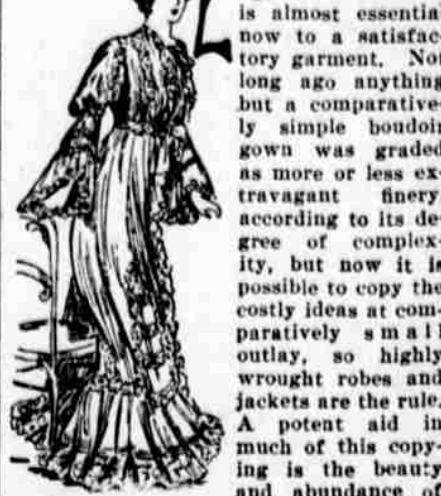 is almost essential
now to a satisfac-
tory garment. Not
long ago anything
but a comparative-
ly simple boudoir
gown was graded
as more or less ex-
travagant finery
according to its de-
gree of complex-
ity, but now it is
possible to copy the
costly ideas at com-
paratively small
outlay, so highly
wrought robes and
jackets are the rule.
A potent aid in
much of this copy-
ing is the beauty
and abundance of